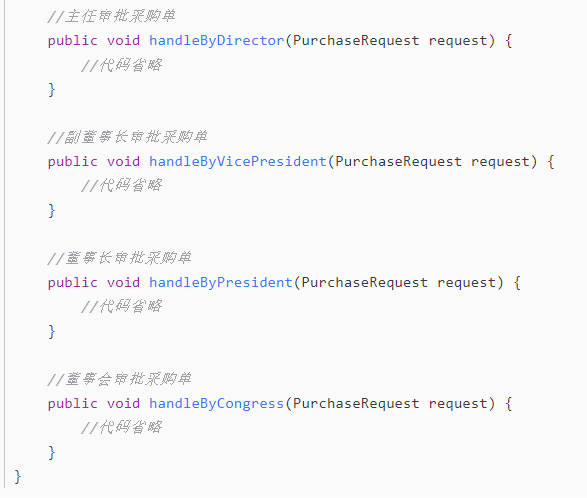 //主任审批采购单
public void handleByDirector(PurchaseRequest request) {
//代码省略
}
//副董事长审批采购单
public void handleByVicePresident(PurchaseRequest request) {
//代码省略
}
//董事长审批采购单
public void handleByPresident(PurchaseRequest request) {
//代码省略
}
//董事会审批采购单
public void handleByCongress(PurchaseRequest request) {
//代码省略
}
}